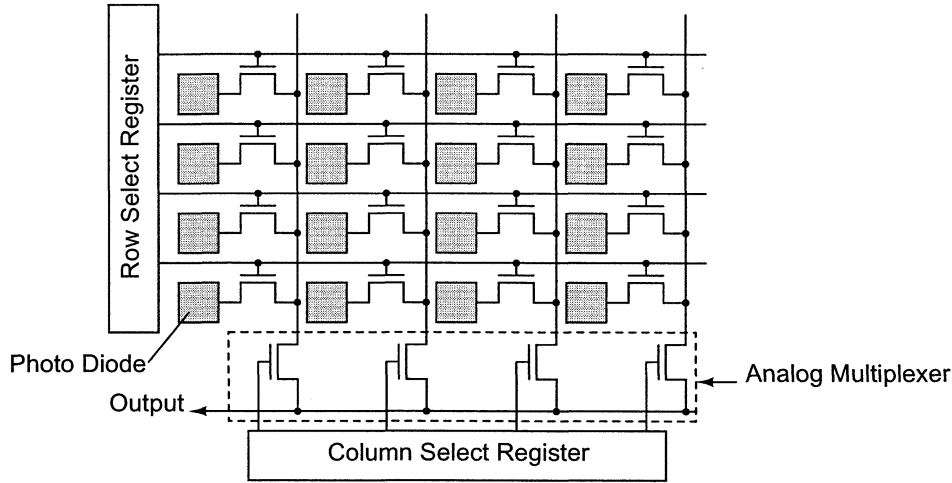 Row Select Register
Photo Diode
Analog Multiplexer
Output
Column Select Register